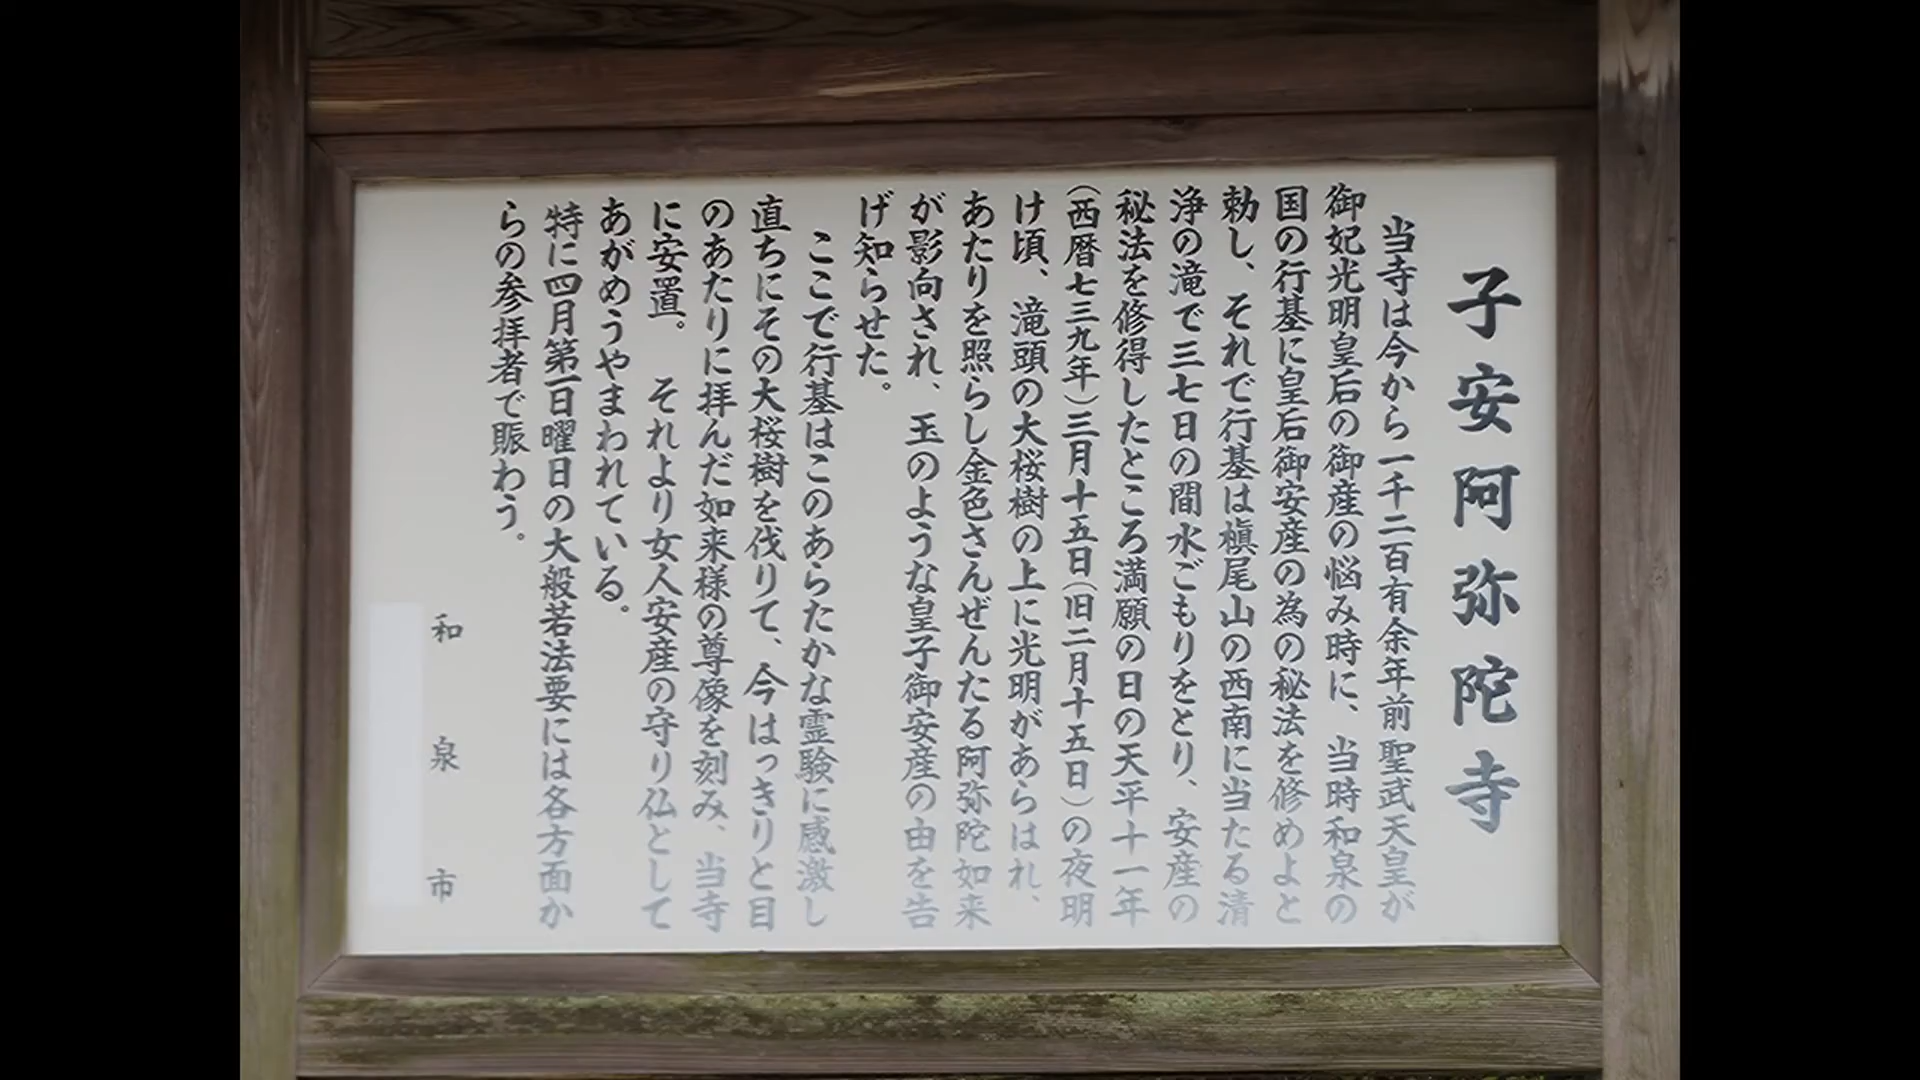 子安阿弥陀寺
当寺は今から一千二百有余年前聖武天皇が
御妃光明皇后の御産の悩み時に、当時和泉の
国の行基に皇后御安産の為の秘法を修めよと
勅し、それで行基は槇尾山の西南に当たる清
浄の滝で三七日の間水ごもりをとり、安産の
秘法を修得したところ満願の日の天平十一年
(西暦七三九年)三月十五日(旧二月十五日)の夜明
け頃、滝頭の大桜樹の上に光明があらはれ、
あたりを照らし金色さんぜんたる阿弥陀如来
が影向され、玉のような皇子御安産の由を告
げ知らせた。
ここで行基はこのあらたかな霊験に感激し
直ちにその大桜樹を伐りて、今はっきりと目
のあたりに拝んだ如来様の尊像を刻み、当寺
に安置。 それより女人安産の守り仏として
あがめうやまわれている。
特に四月第一日曜日の大般若法要には各方面か
らの参拝者で賑わう。
和泉市